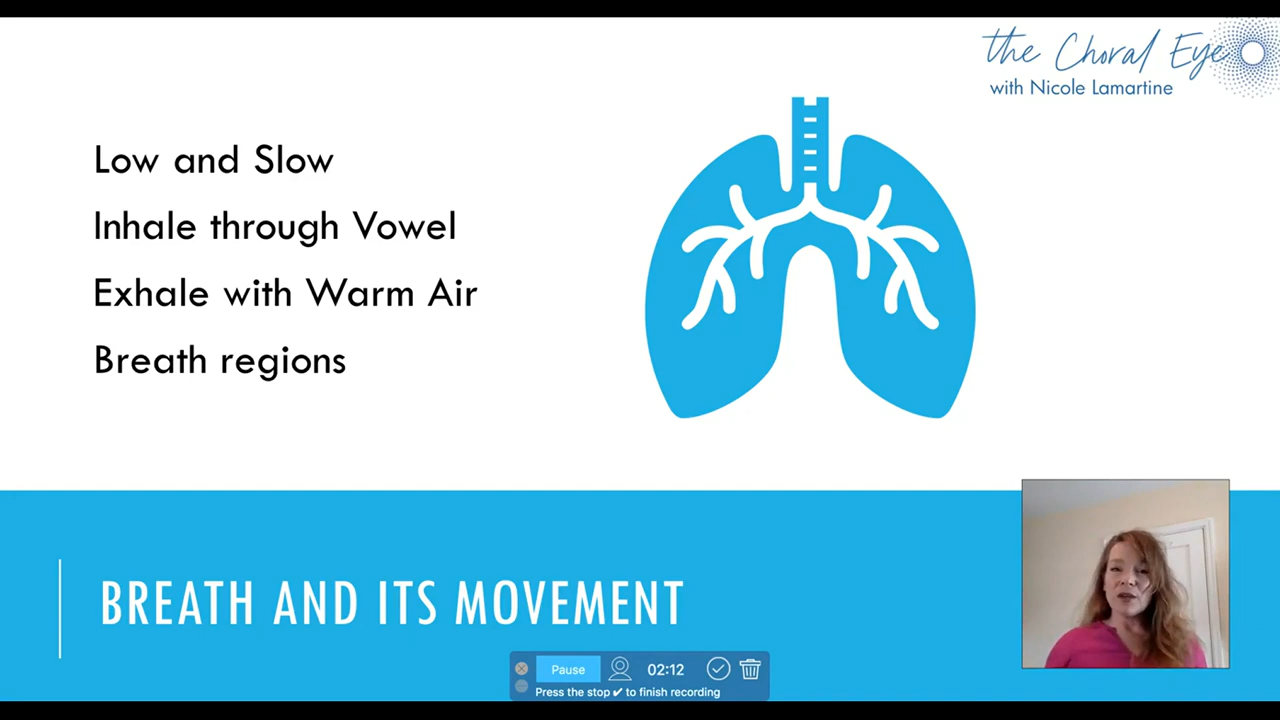 the Choral Eye
with Nicole Lamartine
Low and Slow
Inhale through Vowel
Exhale with Warm Air
Breath regions
BREATH AND ITS MOVEMENT
Pause
02:12
Press the stop ✔ to finish recording